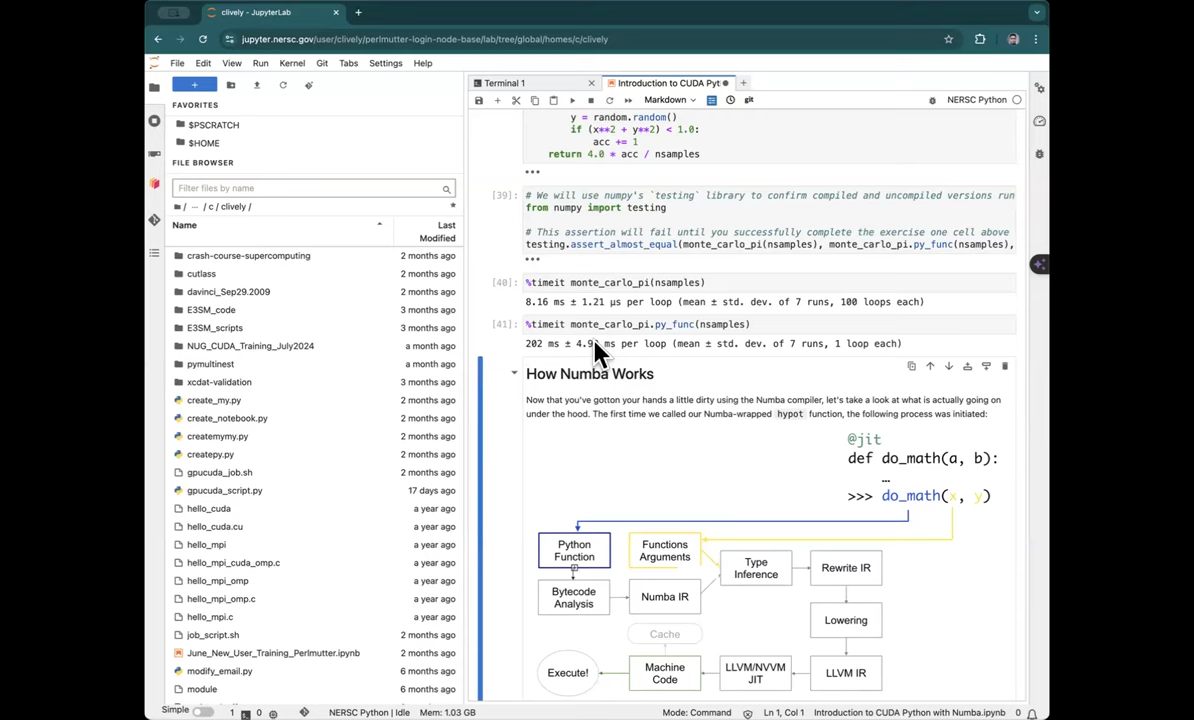 clively - JupyterLab
jupyter.nersc.gov/user/clively/perlmutter-login-node-base/lab/tree/global/homes/c/clively
File Edit View Run Kernel Git Tabs Settings Help
FAVORITES
$PSCRATCH
$HOME
FILE BROWSER
Filter files by name
/ ··· / c / clively /
Name Last Modified
crash-course-supercomputing 2 months ago
cutlass 2 months ago
davinci_Sep29.2009 2 months ago
E3SM_code 2 months ago
E3SM_scripts 2 months ago
NUG_CUDA_Training_July2024 a month ago
pymultinest a month ago
xcdat-validation 3 months ago
create_my.py 2 months ago
create_notebook.py 2 months ago
createmymy.py 2 months ago
createpy.py 2 months ago
gpucuda_job.sh 2 months ago
gpucuda_script.py 17 days ago
hello_cuda a year ago
hello_cuda.cu a year ago
hello_mpi a year ago
hello_mpi_cuda_omp.c a year ago
hello_mpi_omp a year ago
hello_mpi_omp.c a year ago
hello_mpi.c a year ago
job_script.sh 2 months ago
June_New_User_Training_Perlmutter.ipynb 2 months ago
modify_email.py 6 months ago
module 6 months ago
Terminal 1
Introduction to CUDA Pyt
Markdown
git
NERSC Python
y = random.random()
if (x**2 + y**2) < 1.0:
acc += 1
return 4.0 * acc / nsamples
[39]: # We will use numpy's `testing` library to confirm compiled and uncompiled versions run
from numpy import testing
# This assertion will fail until you successfully complete the exercise one cell above
testing.assert_almost_equal(monte_carlo_pi(nsamples), monte_carlo_pi.py_func(nsamples),
[40]: %timeit monte_carlo_pi(nsamples)
8.16 ms ± 1.21 µs per loop (mean ± std. dev. of 7 runs, 100 loops each)
[41]: %timeit monte_carlo_pi.py_func(nsamples)
202 ms ± ms per loop (mean ± std. dev. of 7 runs, 1 loop each)
How Numba Works
Now that you've gotton your hands a little dirty using the Numba compiler, let's take a look at what is actually going on
under the hood. The first time we called our Numba-wrapped hypot function, the following process was initiated:
@jit
def do_math(a, b):
…
>>> do_math(x, y)
Python Function
Functions Arguments
Type Inference
Rewrite IR
Bytecode Analysis
Numba IR
Lowering
Cache
Execute!
Machine Code
LLVM/NVVM JIT
LLVM IR
Simple 1 0 NERSC Python | Idle Mem: 1.03 GB
Mode: Command Ln 1, Col 1 Introduction to CUDA Python with Numba.ipynb 0